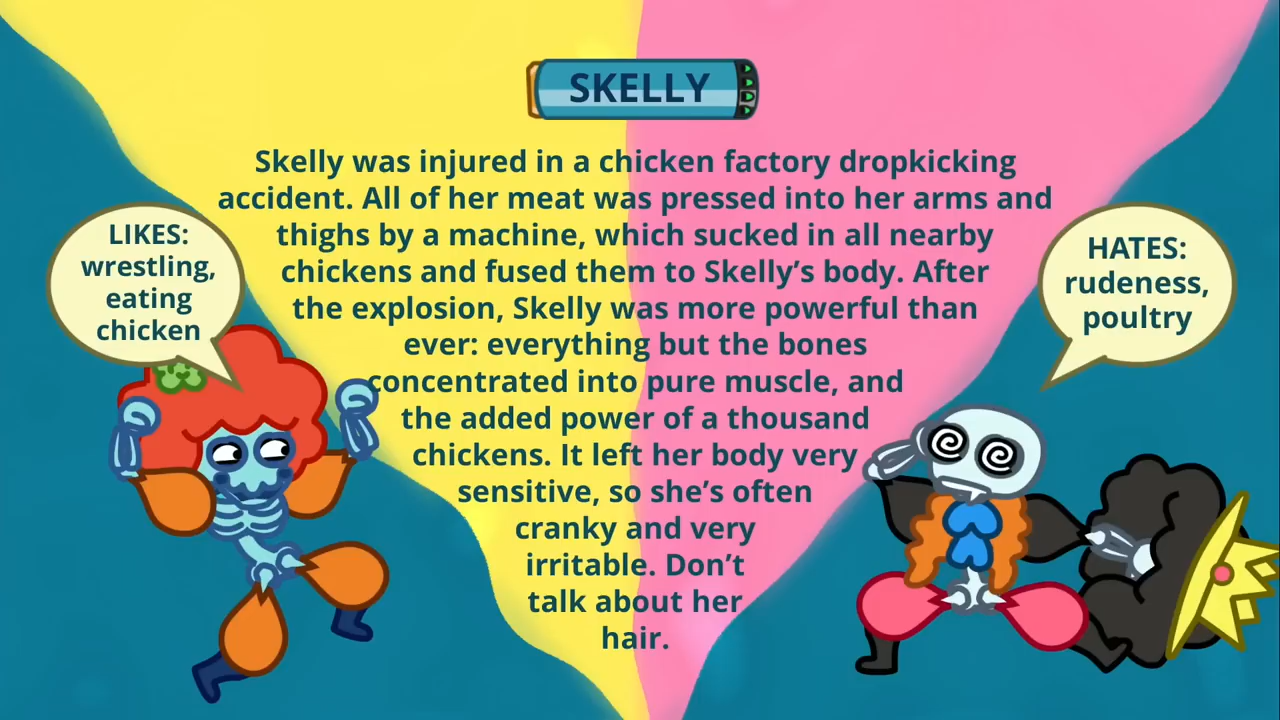 SKELLY
Skelly was injured in a chicken factory dropkicking
accident. All of her meat was pressed into her arms and
thighs by a machine, which sucked in all nearby
chickens and fused them to Skelly's body. After
the explosion, Skelly was more powerful than
ever: everything but the bones
concentrated into pure muscle, and
the added power of a thousand
chickens. It left her body very
sensitive, so she's often
cranky and very
irritable. Don't
talk about her
hair.
LIKES:
wrestling,
eating
chicken
HATES:
rudeness,
poultry